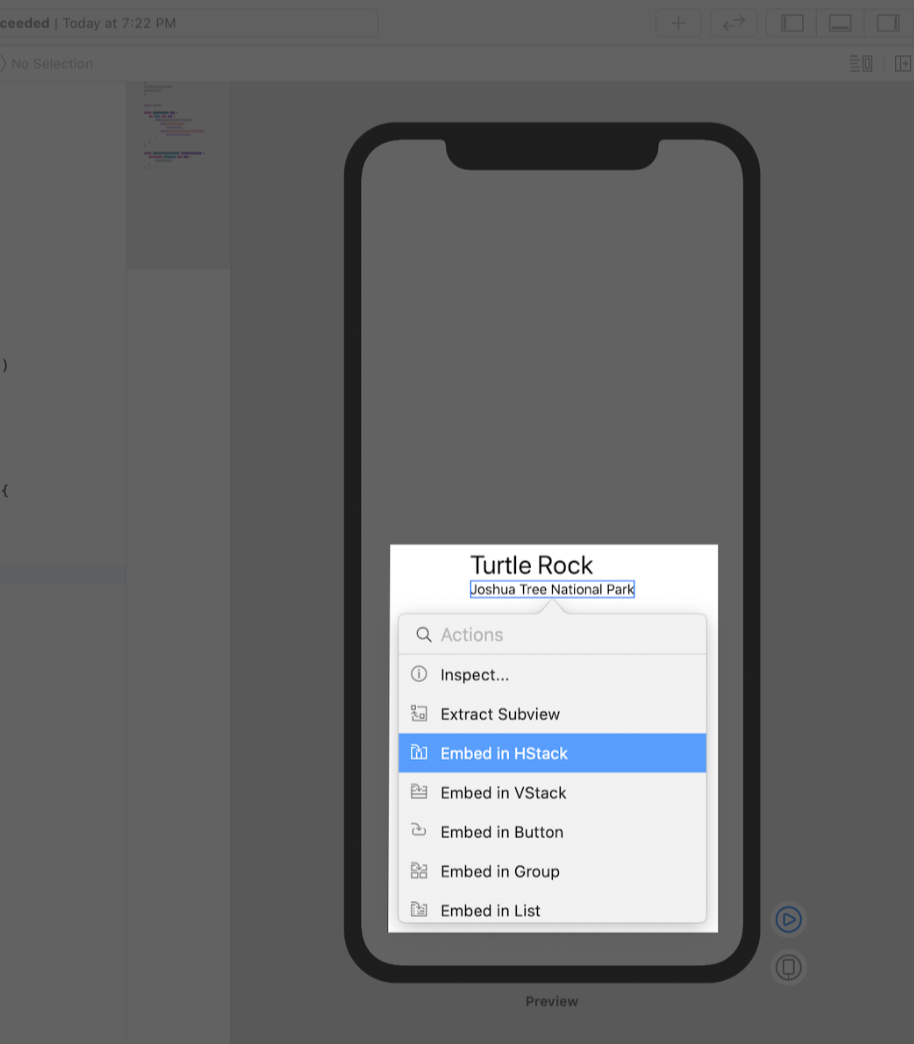 ceeded | Today at 7:22 PM
No Selection
)
{
Turtle Rock
Joshua Tree National Park
Actions
Inspect...
Extract Subview
Embed in HStack
Embed in VStack
Embed in Button
Embed in Group
Embed in List
Preview